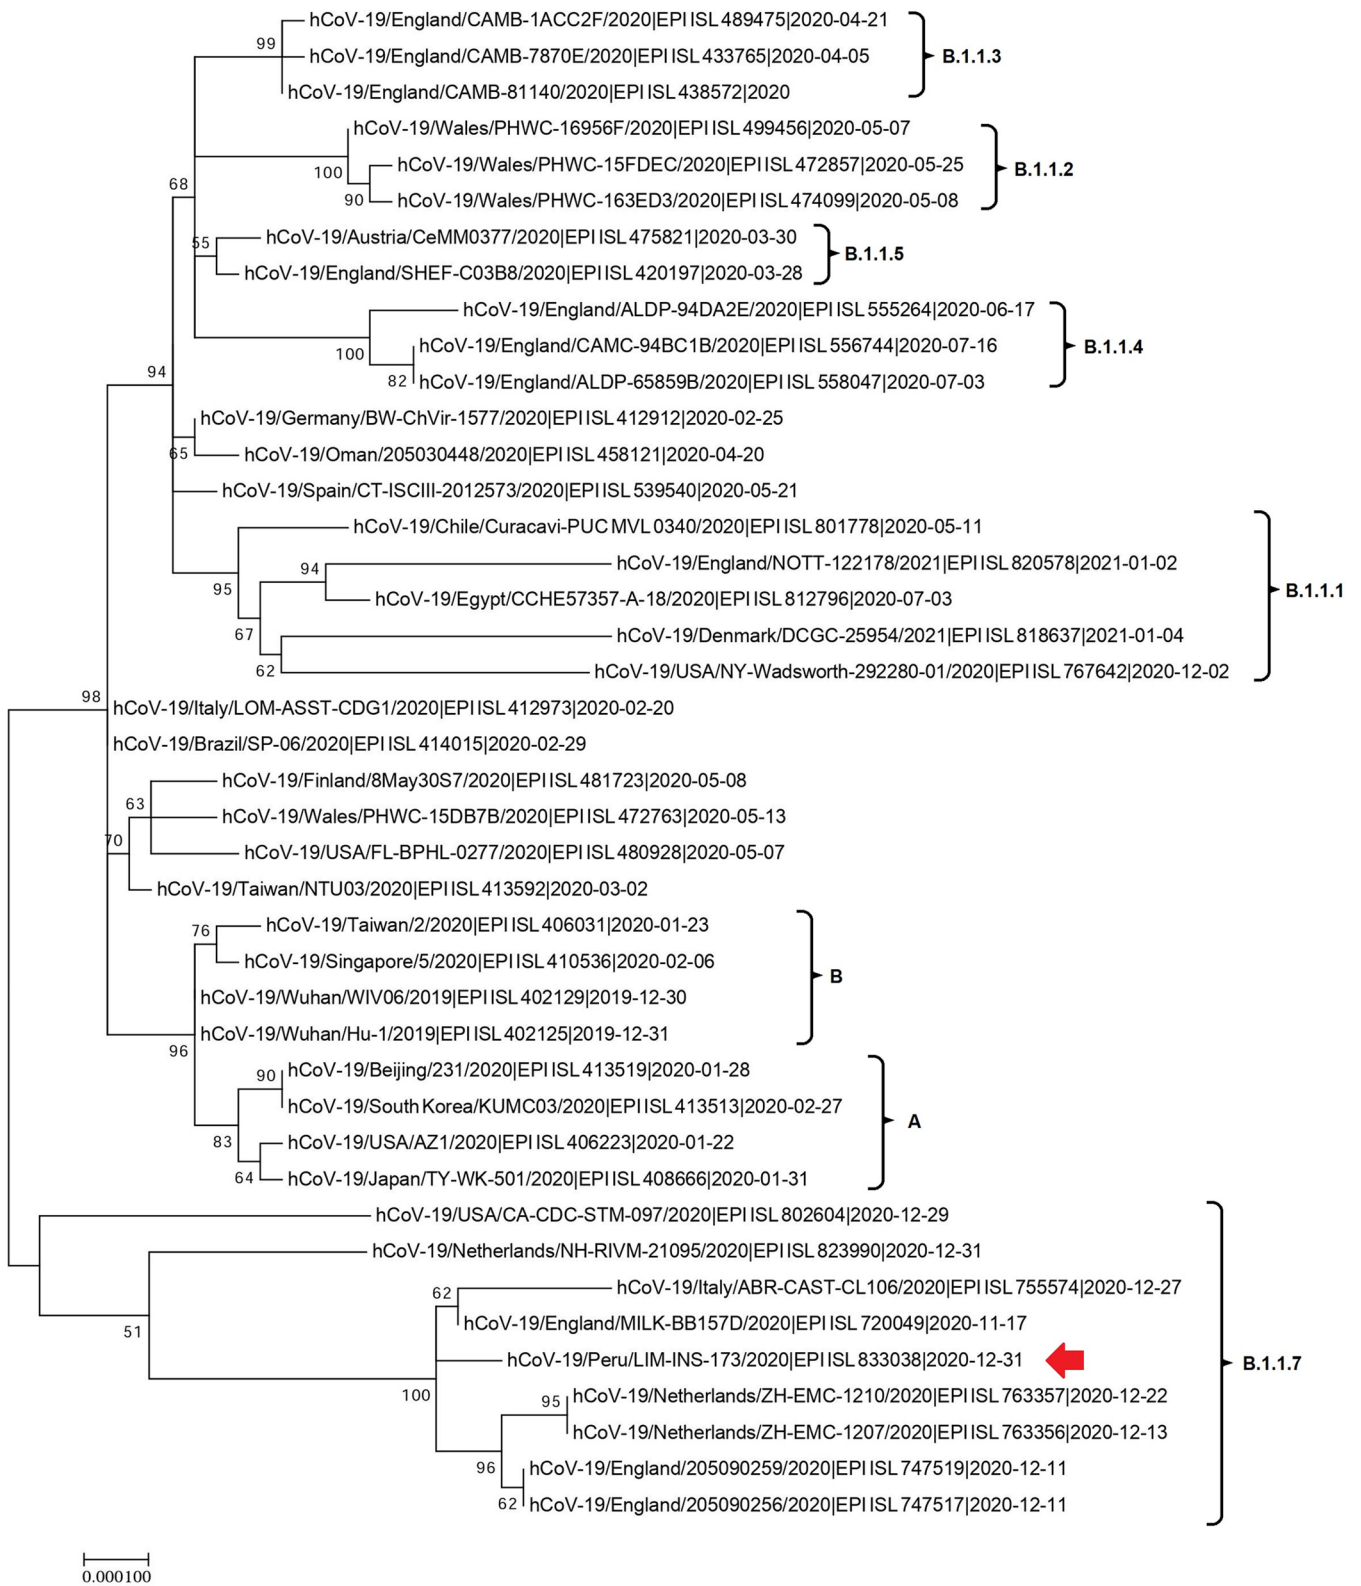 hCoV-19/England/CAMB-1ACC2F/2020|EPI ISL 489475|2020-04-21
99
hCoV-19/England/CAMB-7870E/2020|EPI ISL 433765|2020-04-05
B.1.1.3
hCoV-19/England/CAMB-81140/2020|EPI ISL 438572|2020
hCoV-19/Wales/PHWC-16956F/2020|EPI ISL 499456|2020-05-07
100
hCoV-19/Wales/PHWC-15FDEC/2020|EPI ISL 472857|2020-05-25
B.1.1.2
68
90
hCoV-19/Wales/PHWC-163ED3/2020|EPI ISL 474099|2020-05-08
55
hCoV-19/Austria/CeMM0377/2020|EPI ISL 475821|2020-03-30
B.1.1.5
hCoV-19/England/SHEF-C03B8/2020|EPI ISL 420197|2020-03-28
hCoV-19/England/ALDP-94DA2E/2020|EPI ISL 555264|2020-06-17
100
hCoV-19/England/CAMC-94BC1B/2020|EPI ISL 556744|2020-07-16
B.1.1.4
94
82
hCoV-19/England/ALDP-65859B/2020|EPI ISL 558047|2020-07-03
hCoV-19/Germany/BW-ChVir-1577/2020|EPI ISL 412912|2020-02-25
65
hCoV-19/Oman/205030448/2020|EPI ISL 458121|2020-04-20
hCoV-19/Spain/CT-ISCIII-2012573/2020|EPI ISL 539540|2020-05-21
hCoV-19/Chile/Curacavi-PUC MVL 0340/2020|EPI ISL 801778|2020-05-11
94
hCoV-19/England/NOTT-122178/2021|EPI ISL 820578|2021-01-02
95
B.1.1.1
hCoV-19/Egypt/CCHE57357-A-18/2020|EPI ISL 812796|2020-07-03
67
hCoV-19/Denmark/DCGC-25954/2021|EPI ISL 818637|2021-01-04
62
hCoV-19/USA/NY-Wadsworth-292280-01/2020|EPI ISL 767642|2020-12-02
98
hCoV-19/Italy/LOM-ASST-CDG1/2020|EPI ISL 412973|2020-02-20
hCoV-19/Brazil/SP-06/2020|EPI ISL 414015|2020-02-29
hCoV-19/Finland/8May30S7/2020|EPI ISL 481723|2020-05-08
63
hCoV-19/Wales/PHWC-15DB7B/2020|EPI ISL 472763|2020-05-13
70
hCoV-19/USA/FL-BPHL-0277/2020|EPI ISL 480928|2020-05-07
hCoV-19/Taiwan/NTU03/2020|EPI ISL 413592|2020-03-02
76
hCoV-19/Taiwan/2/2020|EPI ISL 406031|2020-01-23
hCoV-19/Singapore/5/2020|EPI ISL 410536|2020-02-06
B
hCoV-19/Wuhan/WIV06/2019|EPI ISL 402129|2019-12-30
hCoV-19/Wuhan/Hu-1/2019|EPI ISL 402125|2019-12-31
96
90
hCoV-19/Beijing/231/2020|EPI ISL 413519|2020-01-28
hCoV-19/South Korea/KUMC03/2020|EPI ISL 413513|2020-02-27
A
83
hCoV-19/USA/AZ1/2020|EPI ISL 406223|2020-01-22
64
hCoV-19/Japan/TY-WK-501/2020|EPI ISL 408666|2020-01-31
hCoV-19/USA/CA-CDC-STM-097/2020|EPI ISL 802604|2020-12-29
hCoV-19/Netherlands/NH-RIVM-21095/2020|EPI ISL 823990|2020-12-31
62
hCoV-19/Italy/ABR-CAST-CL106/2020|EPI ISL 755574|2020-12-27
51
hCoV-19/England/MILK-BB157D/2020|EPI ISL 720049|2020-11-17
hCoV-19/Peru/LIM-INS-173/2020|EPI ISL 833038|2020-12-31
B.1.1.7
100
95
hCoV-19/Netherlands/ZH-EMC-1210/2020|EPI ISL 763357|2020-12-22
hCoV-19/Netherlands/ZH-EMC-1207/2020|EPI ISL 763356|2020-12-13
96
hCoV-19/England/205090259/2020|EPI ISL 747519|2020-12-11
62
hCoV-19/England/205090256/2020|EPI ISL 747517|2020-12-11
0.000100